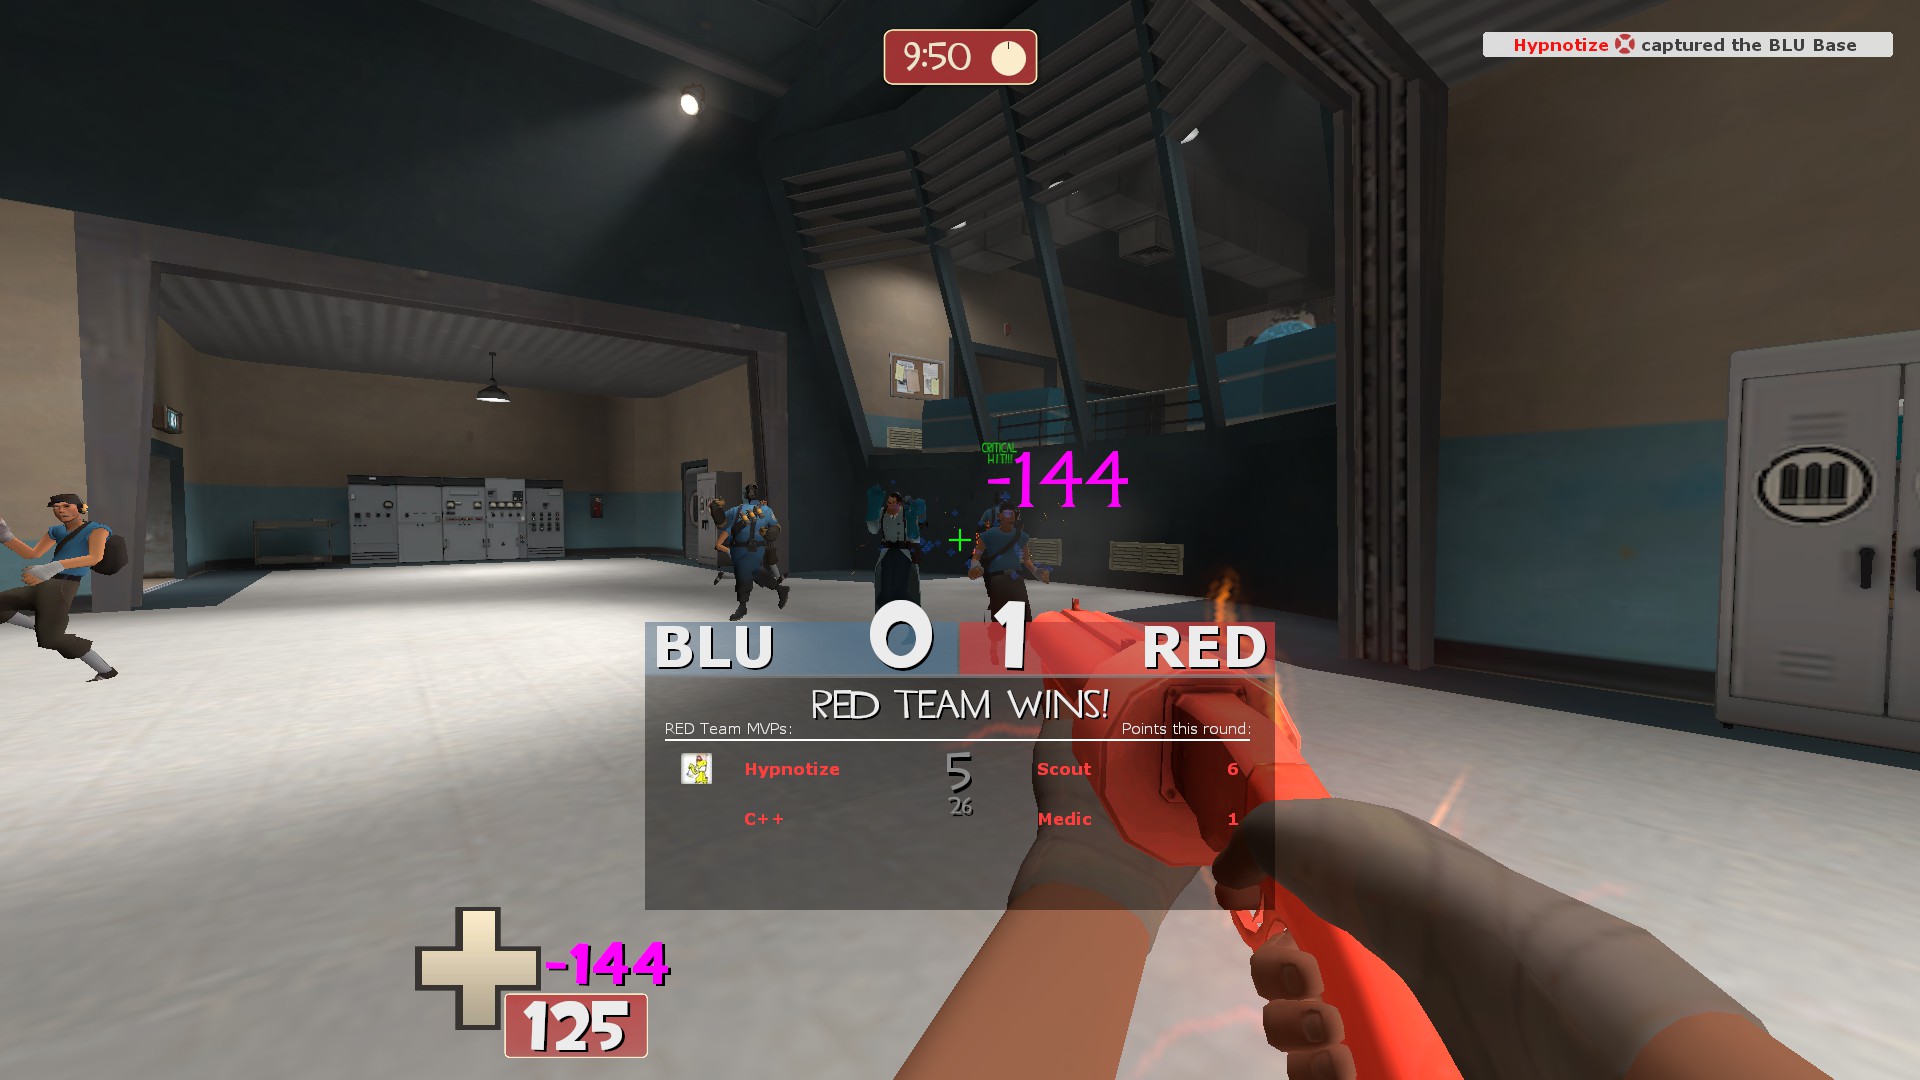 9:50
Hypnotize captured the BLU Base
CRITICAL
HIT!!!
-144
BLU 0 1 RED
RED TEAM WINS!
RED Team MVPs: Points this round:
Hypnotize Scout 6
C++ Medic 1
5
26
-144
125